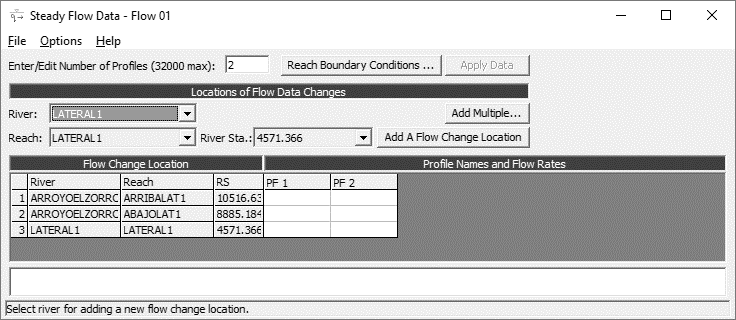 Steady Flow Data - Flow 01
File Options Help
Enter/Edit Number of Profiles (32000 max): 2 Reach Boundary Conditions ... Apply Data
Locations of Flow Data Changes
River: LATERAL1 Add Multiple...
Reach: LATERAL1 River Sta.: 4571.366 Add A Flow Change Location
Flow Change Location Profile Names and Flow Rates
River Reach RS PF 1 PF 2
1 ARROYOELZORRO ARRIBALAT1 10516.63
2 ARROYOELZORRO ABAJOLAT1 8885.184
3 LATERAL1 LATERAL1 4571.366
Select river for adding a new flow change location.